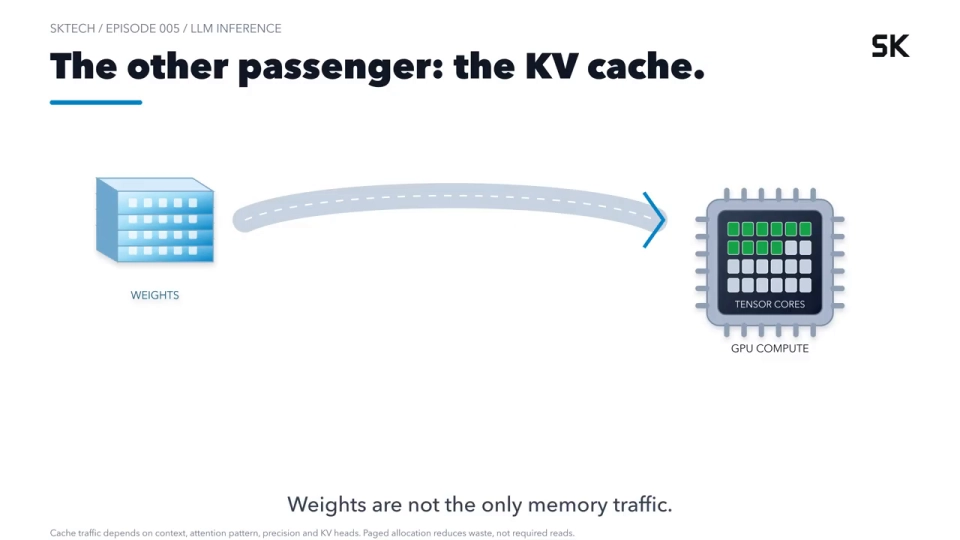 SKTECH / EPISODE 005 / LLM INFERENCE
SK
The other passenger: the KV cache.
WEIGHTS
TENSOR CORES
GPU COMPUTE
Weights are not the only memory traffic.
Cache traffic depends on context, attention pattern, precision and KV heads. Paged allocation reduces waste, not required reads.